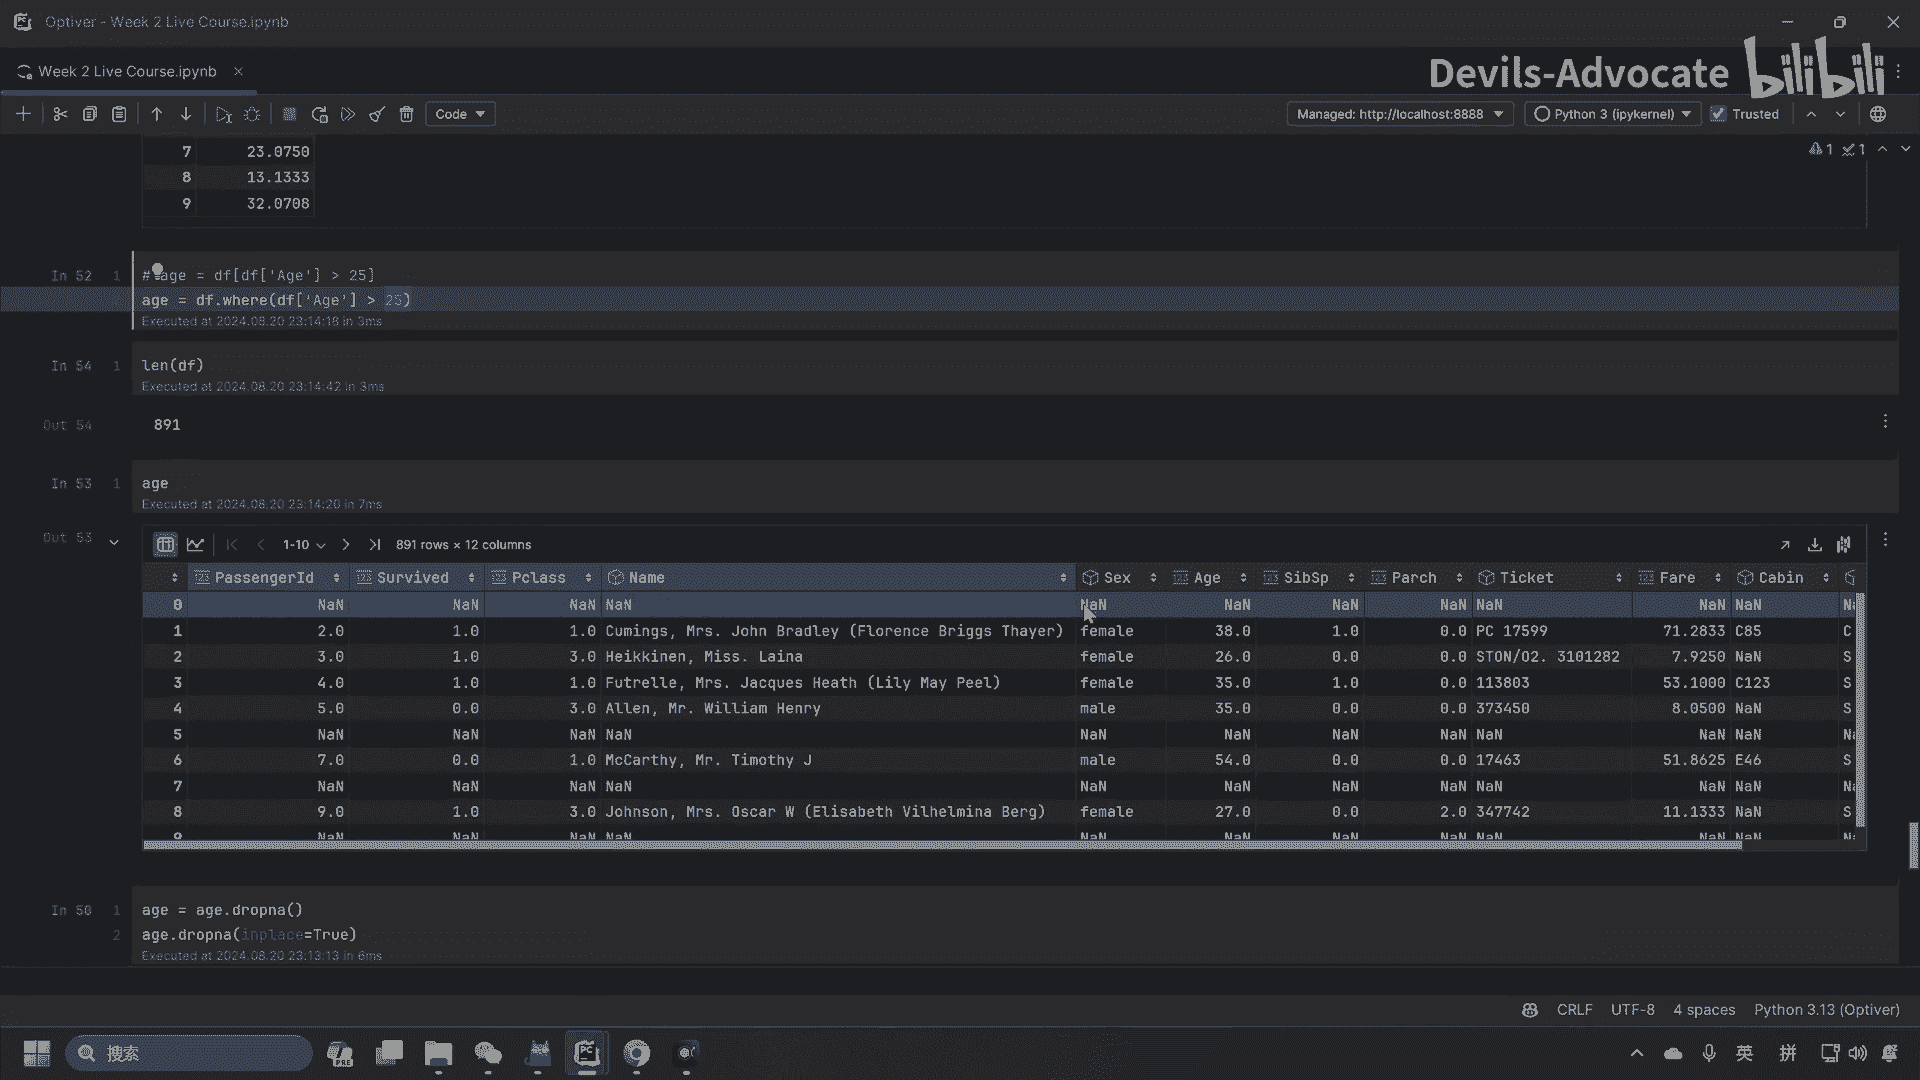 Optiver - Week 2 Live Course.ipynb
Week 2 Live Course.ipynb
Devils-Advocate bilibili
Code
Managed: http://localhost:8888
Python 3 (ipykernel)
Trusted
1 1
7 23.0750
8 13.1333
9 32.0708
In 52 1 # age = df[df['Age'] > 25]
age = df.where(df['Age'] > 25)
Executed at 2024.08.20 23:14:18 in 3ms
In 54 1 len(df)
Executed at 2024.08.20 23:14:42 in 3ms
Out 54 891
In 53 1 age
Executed at 2024.08.20 23:14:20 in 7ms
Out 53 1-10 891 rows × 12 columns
PassengerId Survived Pclass Name Sex Age SibSp Parch Ticket Fare Cabin
0 NaN NaN NaN NaN NaN NaN NaN NaN NaN NaN NaN
1 2.0 1.0 1.0 Cumings, Mrs. John Bradley (Florence Briggs Thayer) female 38.0 1.0 0.0 PC 17599 71.2833 C85 C
2 3.0 1.0 3.0 Heikkinen, Miss. Laina female 26.0 0.0 0.0 STON/O2. 3101282 7.9250 NaN S
3 4.0 1.0 1.0 Futrelle, Mrs. Jacques Heath (Lily May Peel) female 35.0 1.0 0.0 113803 53.1000 C123 S
4 5.0 0.0 3.0 Allen, Mr. William Henry male 35.0 0.0 0.0 373450 8.0500 NaN S
5 NaN NaN NaN NaN NaN NaN NaN NaN NaN NaN NaN
6 7.0 0.0 1.0 McCarthy, Mr. Timothy J male 54.0 0.0 0.0 17463 51.8625 E46 S
7 NaN NaN NaN NaN NaN NaN NaN NaN NaN NaN NaN
8 9.0 1.0 3.0 Johnson, Mrs. Oscar W (Elisabeth Vilhelmina Berg) female 27.0 0.0 2.0 347742 11.1333 NaN S
9 NaN NaN NaN NaN NaN NaN NaN NaN NaN NaN NaN
In 50 1 age = age.dropna()
2 age.dropna(inplace=True)
Executed at 2024.08.20 23:13:13 in 6ms
CRLF UTF-8 4 spaces Python 3.13 (Optiver)
搜索
英 拼